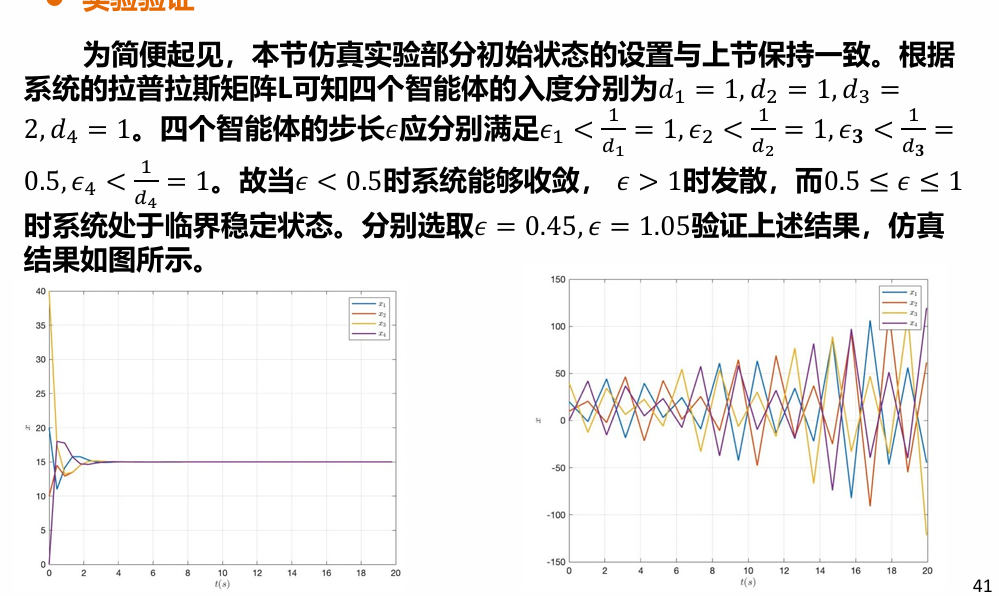 实验验证
为简便起见，本节仿真实验部分初始状态的设置与上节保持一致。根据
系统的拉普拉斯矩阵L可知四个智能体的入度分别为d₁ = 1, d₂ = 1, d₃ =
2, d₄ = 1。四个智能体的步长ϵ应分别满足ϵ₁ < 1/d₁ = 1, ϵ₂ < 1/d₂ = 1, ϵ₃ < 1/d₃ =
0.5, ϵ₄ < 1/d₄ = 1。故当ϵ < 0.5时系统能够收敛， ϵ > 1时发散，而0.5 ≤ ϵ ≤ 1
时系统处于临界稳定状态。分别选取ϵ = 0.45, ϵ = 1.05验证上述结果，仿真
结果如图所示。
40
35
30
25
20
15
10
5
0
x
0 2 4 6 8 10 12 14 16 18 20
t(s)
x₁
x₂
x₃
x₄
150
100
50
0
-50
-100
-150
x
0 2 4 6 8 10 12 14 16 18 20
t(s)
x₁
x₂
x₃
x₄
41